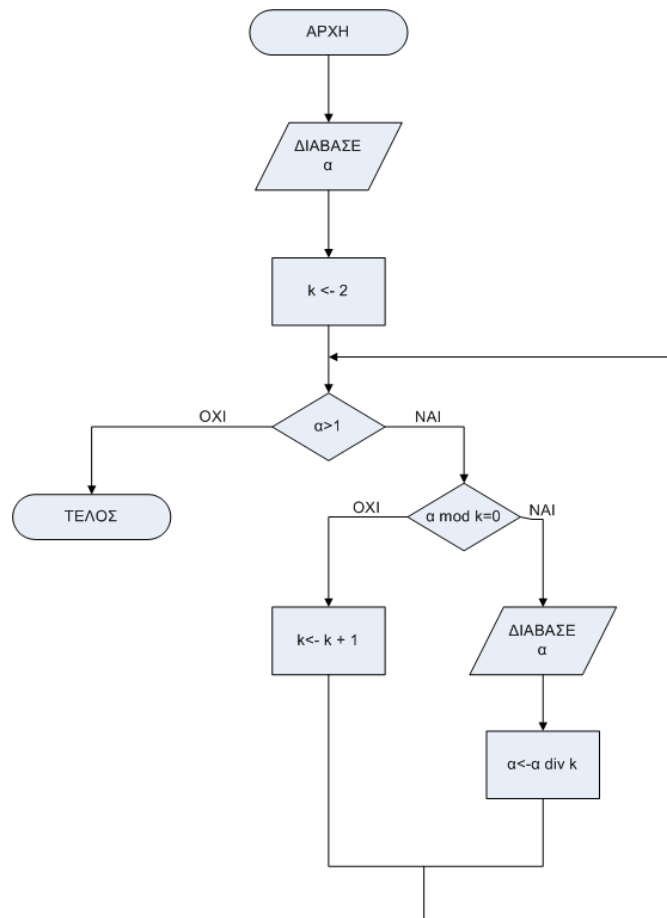 ΑΡΧΗ
ΔΙΑΒΑΣΕ
α
k <- 2
α>1
ΟΧΙ
ΝΑΙ
ΤΕΛΟΣ
α mod k=0
ΟΧΙ
ΝΑΙ
k<- k + 1
ΔΙΑΒΑΣΕ
α
α<-α div k